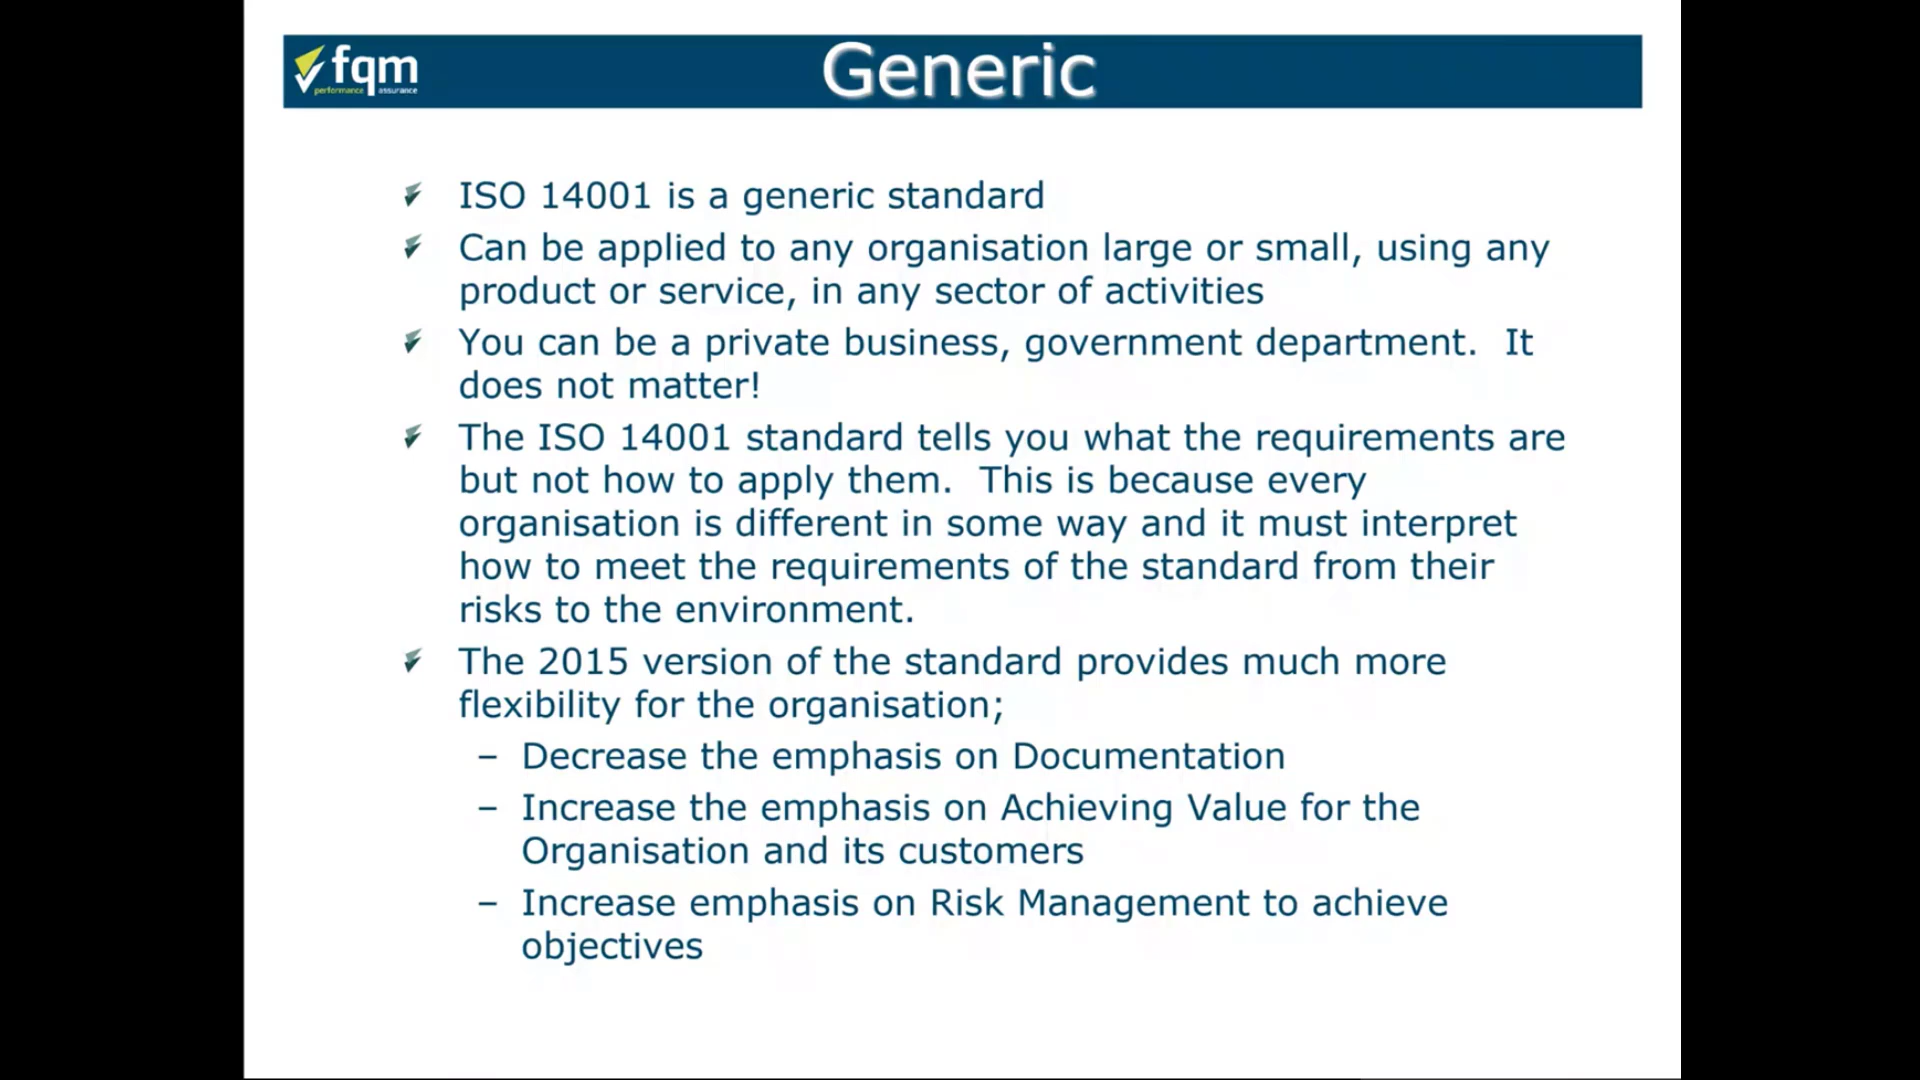 fqm
performance assurance
Generic
ISO 14001 is a generic standard
Can be applied to any organisation large or small, using any
product or service, in any sector of activities
You can be a private business, government department.  It
does not matter!
The ISO 14001 standard tells you what the requirements are
but not how to apply them.  This is because every
organisation is different in some way and it must interpret
how to meet the requirements of the standard from their
risks to the environment.
The 2015 version of the standard provides much more
flexibility for the organisation;
– Decrease the emphasis on Documentation
– Increase the emphasis on Achieving Value for the
Organisation and its customers
– Increase emphasis on Risk Management to achieve
objectives